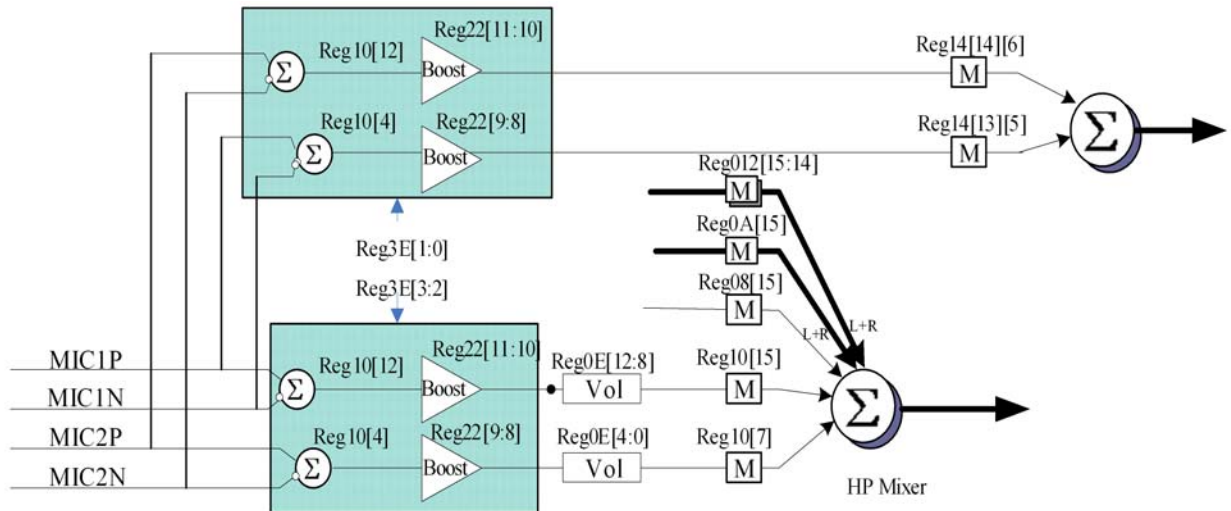 Reg22[11:10]
Reg10[12]
Σ
Boost
Reg14[14][6]
M
Reg10[4]
Reg22[9:8]
Σ
Boost
Reg14[13][5]
M
Σ
Reg012[15:14]
M
Reg0A[15]
M
Reg3E[1:0]
Reg3E[3:2]
Reg08[15]
M
L+R
L+R
MIC1P
MIC1N
MIC2P
MIC2N
Reg10[12]
Σ
Reg22[11:10]
Boost
Reg0E[12:8]
Vol
Reg10[15]
M
Σ
Reg10[4]
Σ
Reg22[9:8]
Boost
Reg0E[4:0]
Vol
Reg10[7]
M
HP Mixer